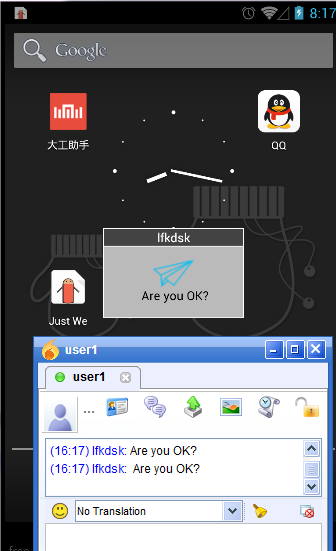 8:17
Google
大工助手
QQ
lfkdsk
Are you OK?
Just We
user1
user1
...
(16:17) lfkdsk: Are you OK?
(16:17) lfkdsk: Are you OK?
No Translation
free